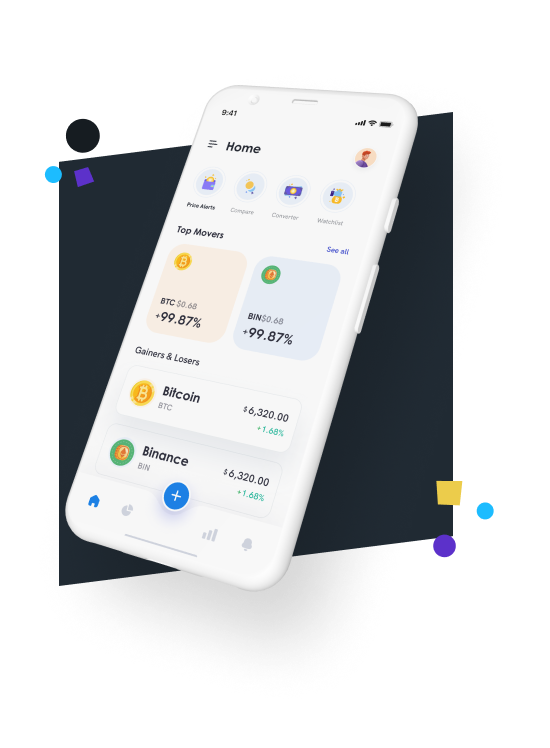 9:41
Home
Price Alerts Compare Converter Watchlist
Top Movers See all
BTC $0.68
+99.87%
BIN$0.68
+99.87%
Gainers & Losers
Bitcoin $6,320.00
BTC +1.68%
Binance $6,320.00
BIN +1.68%